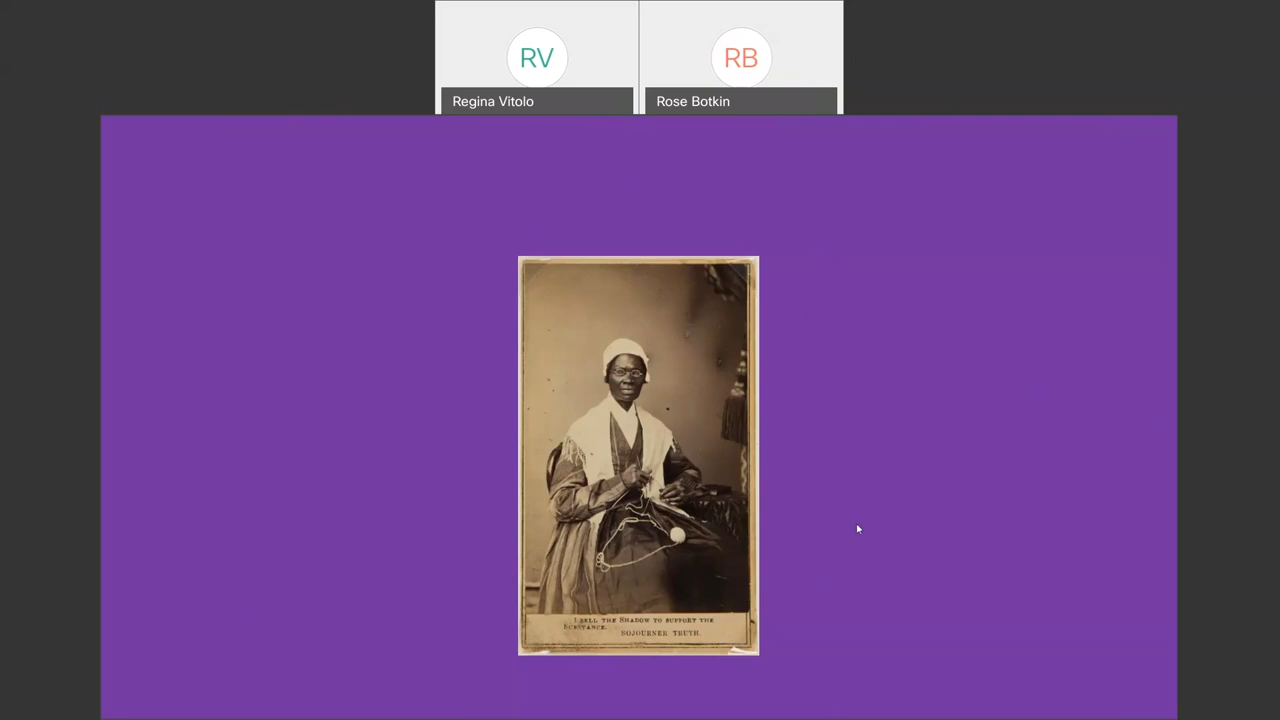 RV
RB
Regina Vitolo
Rose Botkin
I SELL THE SHADOW TO SUPPORT THE
SUBSTANCE.
SOJOURNER TRUTH.